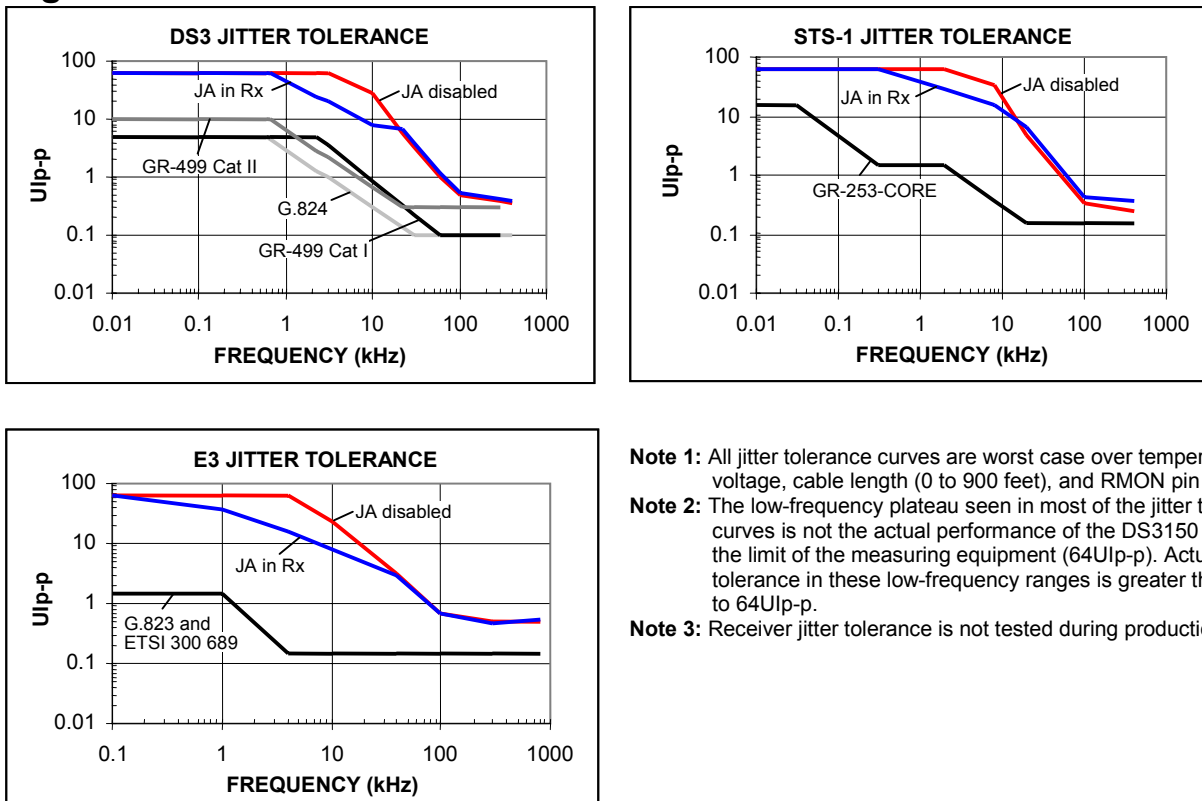 DS3 JITTER TOLERANCE
UIp-p
100
10
1
0.1
0.01
JA in Rx
JA disabled
GR-499 Cat II
G.824
GR-499 Cat I
0.01 0.1 1 10 100 1000
FREQUENCY (kHz)
STS-1 JITTER TOLERANCE
UIp-p
100
10
1
0.1
0.01
JA in Rx
JA disabled
GR-253-CORE
0.01 0.1 1 10 100 1000
FREQUENCY (kHz)
E3 JITTER TOLERANCE
UIp-p
100
10
1
0.1
0.01
JA disabled
JA in Rx
G.823 and
ETSI 300 689
0.1 1 10 100 1000
FREQUENCY (kHz)
Note 1: All jitter tolerance curves are worst case over temper
voltage, cable length (0 to 900 feet), and RMON pin
Note 2: The low-frequency plateau seen in most of the jitter t
curves is not the actual performance of the DS3150
the limit of the measuring equipment (64UIp-p). Actu
tolerance in these low-frequency ranges is greater th
to 64UIp-p.
Note 3: Receiver jitter tolerance is not tested during producti